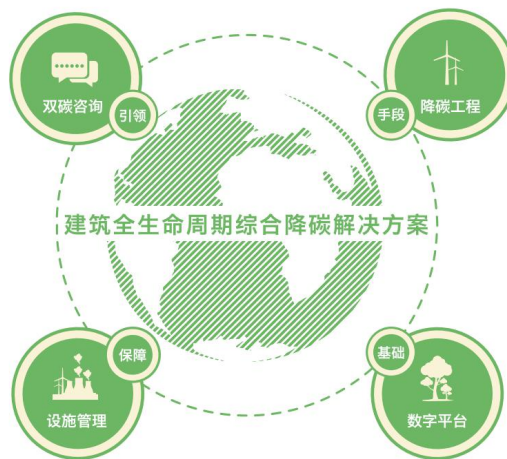 双碳咨询
引领
降碳工程
手段
建筑全生命周期综合降碳解决方案
设施管理
保障
数字平台
基础